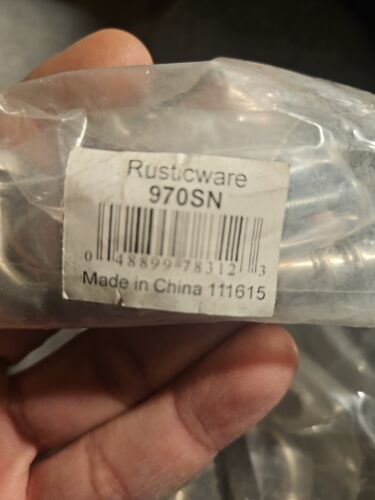 Rusticware
970SN
0 48899 78312 3
Made in China 111615